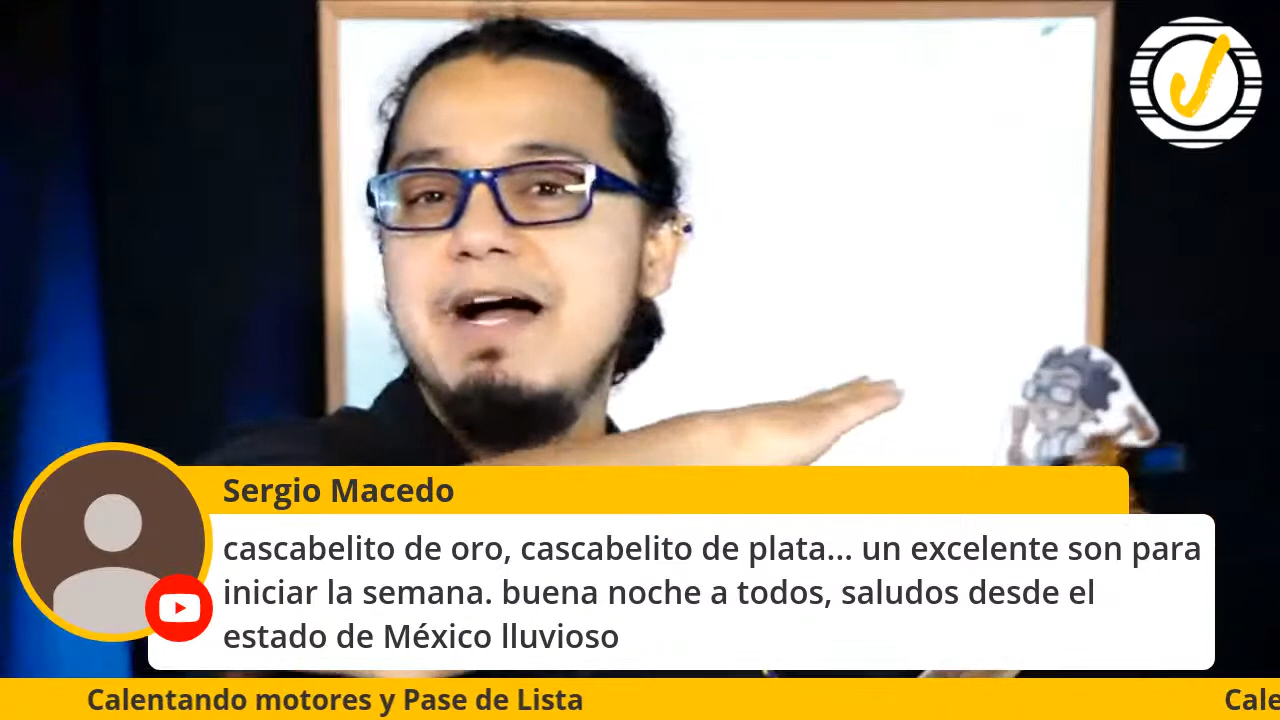 Sergio Macedo
cascabelito de oro, cascabelito de plata... un excelente son para
iniciar la semana. buena noche a todos, saludos desde el
estado de México lluvioso
Calentando motores y Pase de Lista
Cale